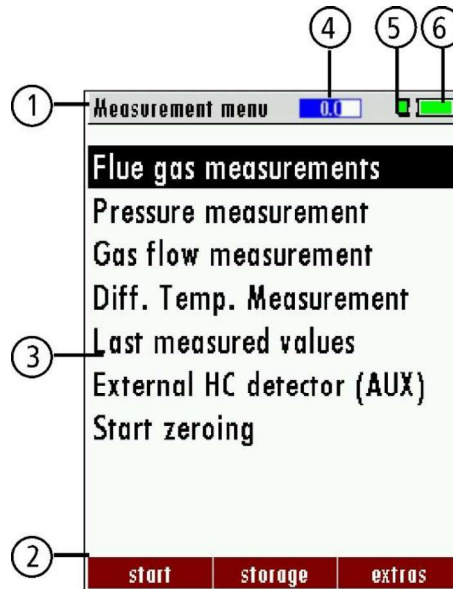 4 5 6
1 Measurement menu 0.0
Flue gas measurements
Pressure measurement
Gas flow measurement
Diff. Temp. Measurement
3 Last measured values
External HC detector (AUX)
Start zeroing
2 start storage extras